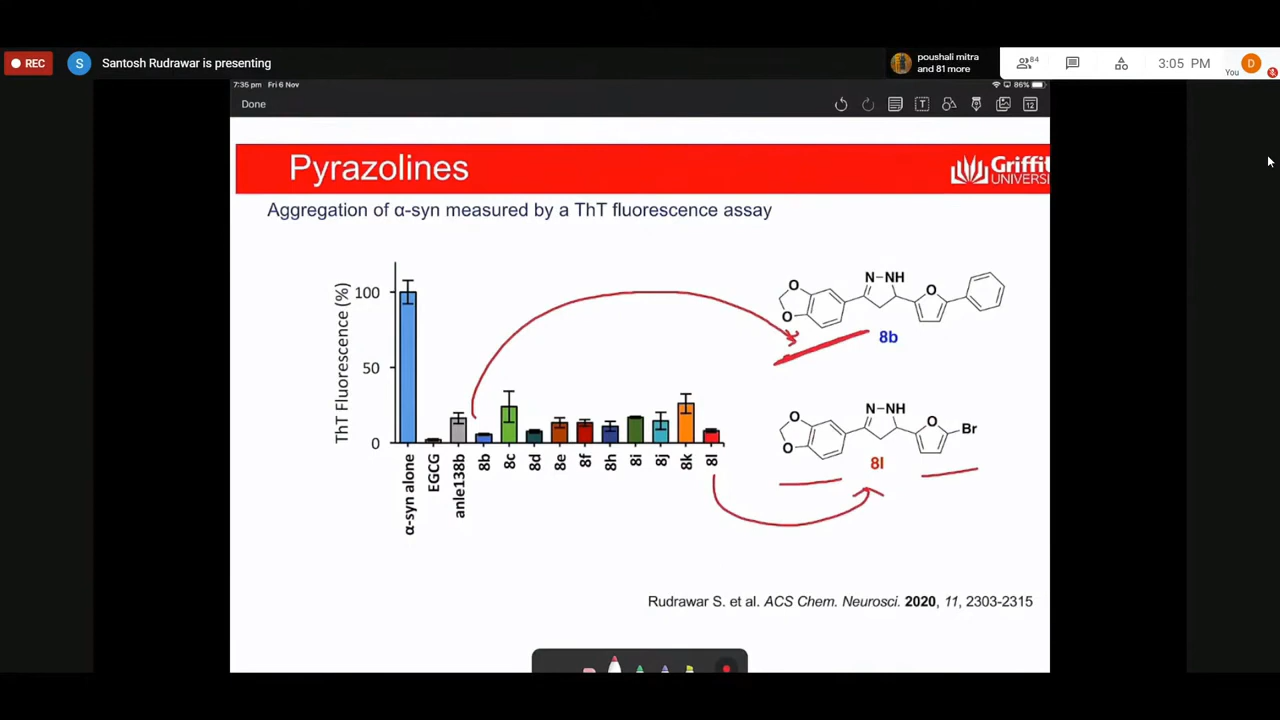 REC
S
Santosh Rudrawar is presenting
poushali mitra
and 81 more
84
3:05 PM
You
D
7:35 pm Fri 6 Nov
86%
Done
T
12
Pyrazolines
Griffit
UNIVERSI
Aggregation of α-syn measured by a ThT fluorescence assay
ThT Fluorescence (%)
100
50
0
α-syn alone
EGCG
anle138b
8b
8c
8d
8e
8f
8h
8i
8j
8k
8l
O
O
N
NH
O
8b
O
O
N
NH
O
Br
8l
Rudrawar S. et al. ACS Chem. Neurosci. 2020, 11, 2303-2315